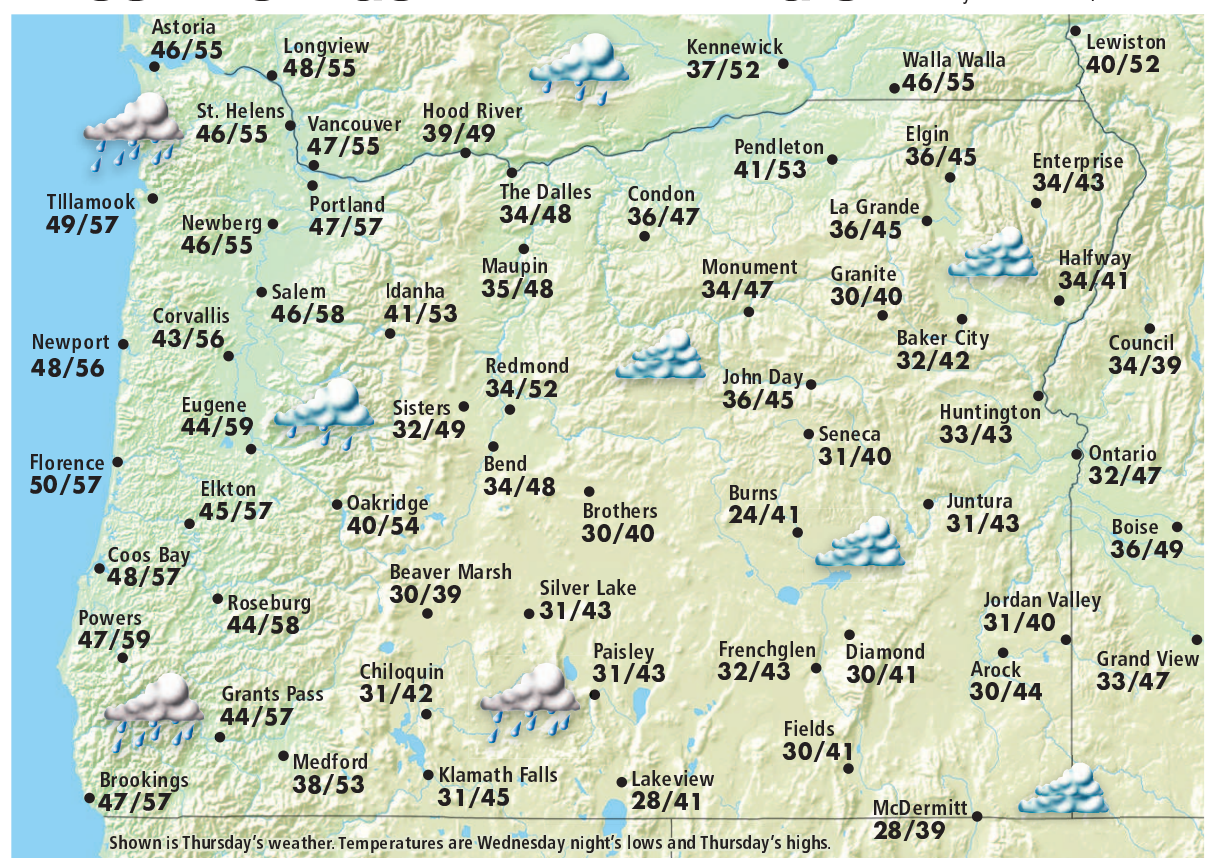 Astoria
46/55
Longview
48/55
Kennewick
37/52
Lewiston
40/52
Walla Walla
46/55
St. Helens
46/55
Vancouver
47/55
Hood River
39/49
Pendleton
41/53
Elgin
36/45
Enterprise
34/43
TIllamook
49/57
Newberg
46/55
Portland
47/57
The Dalles
34/48
Condon
36/47
La Grande
36/45
Maupin
35/48
Monument
34/47
Granite
30/40
Halfway
34/41
Salem
46/58
Idanha
41/53
Corvallis
43/56
Newport
48/56
Baker City
32/42
Council
34/39
Redmond
34/52
John Day
36/45
Eugene
44/59
Sisters
32/49
Huntington
33/43
Seneca
31/40
Florence
50/57
Bend
34/48
Ontario
32/47
Elkton
45/57
Oakridge
40/54
Brothers
30/40
Burns
24/41
Juntura
31/43
Boise
36/49
Coos Bay
48/57
Beaver Marsh
30/39
Silver Lake
31/43
Roseburg
44/58
Powers
47/59
Jordan Valley
31/40
Chiloquin
31/42
Paisley
31/43
Frenchglen
32/43
Diamond
30/41
Arock
30/44
Grand View
33/47
Grants Pass
44/57
Medford
38/53
Fields
30/41
Brookings
47/57
Klamath Falls
31/45
Lakeview
28/41
McDermitt
28/39
Shown is Thursday's weather. Temperatures are Wednesday night's lows and Thursday's highs.